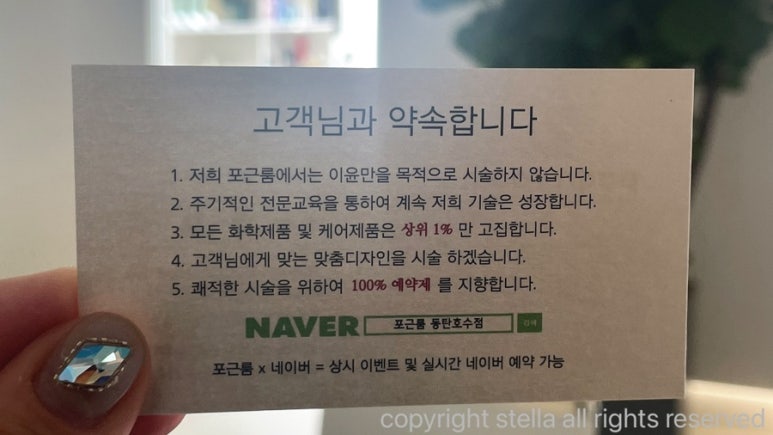 고객님과 약속합니다
1. 저희 포근룸에서는 이윤만을 목적으로 시술하지 않습니다.
2. 주기적인 전문교육을 통하여 계속 저희 기술은 성장합니다.
3. 모든 화학제품 및 케어제품은 상위 1% 만 고집합니다.
4. 고객님에게 맞는 맞춤디자인을 시술 하겠습니다.
5. 쾌적한 시술을 위하여 100% 예약제 를 지향합니다.
NAVER 포근룸 동탄호수점 검색
포근룸 x 네이버 = 상시 이벤트 및 실시간 네이버 예약 가능
copyright stella all rights reserved